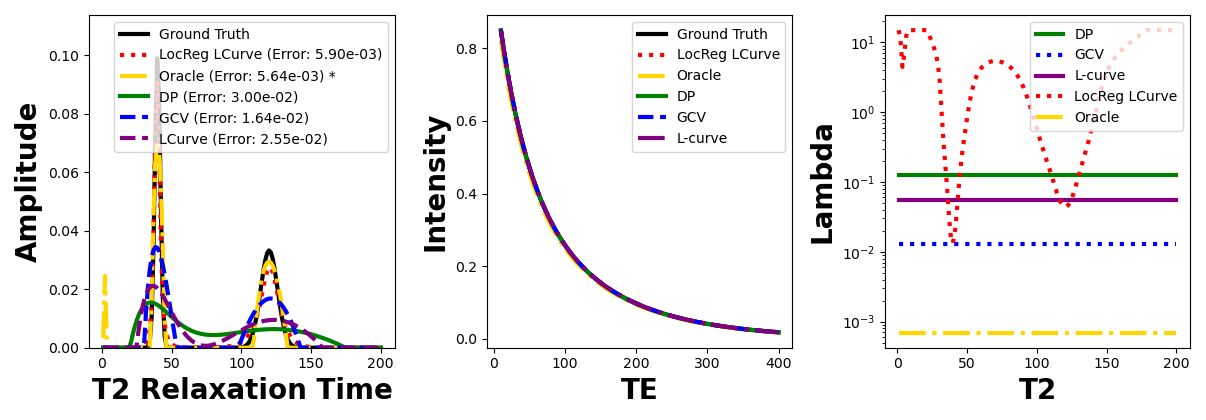 Amplitude
0.10
0.08
0.06
0.04
0.02
0.00
Ground Truth
LocReg LCurve (Error: 5.90e-03)
Oracle (Error: 5.64e-03) *
DP (Error: 3.00e-02)
GCV (Error: 1.64e-02)
LCurve (Error: 2.55e-02)
0 50 100 150 200
T2 Relaxation Time
Intensity
0.8
0.6
0.4
0.2
0.0
Ground Truth
LocReg LCurve
Oracle
DP
GCV
L-curve
0 100 200 300 400
TE
Lambda
10¹
10⁰
10⁻¹
10⁻²
10⁻³
DP
GCV
L-curve
LocReg LCurve
Oracle
0 50 100 150 200
T2